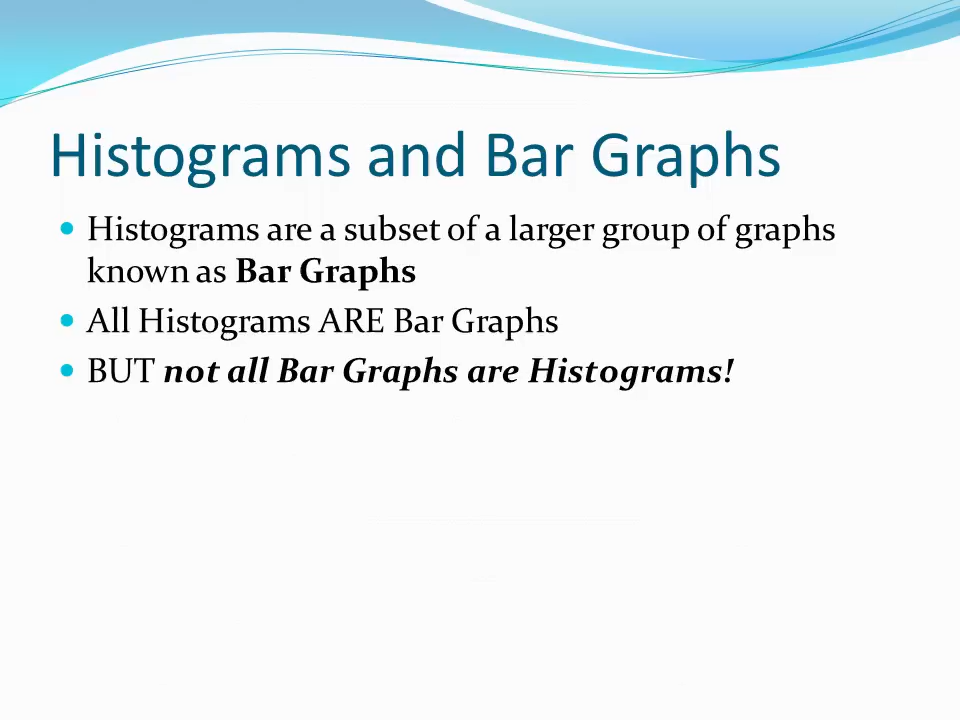 Histograms and Bar Graphs
Histograms are a subset of a larger group of graphs
known as Bar Graphs
All Histograms ARE Bar Graphs
BUT not all Bar Graphs are Histograms!